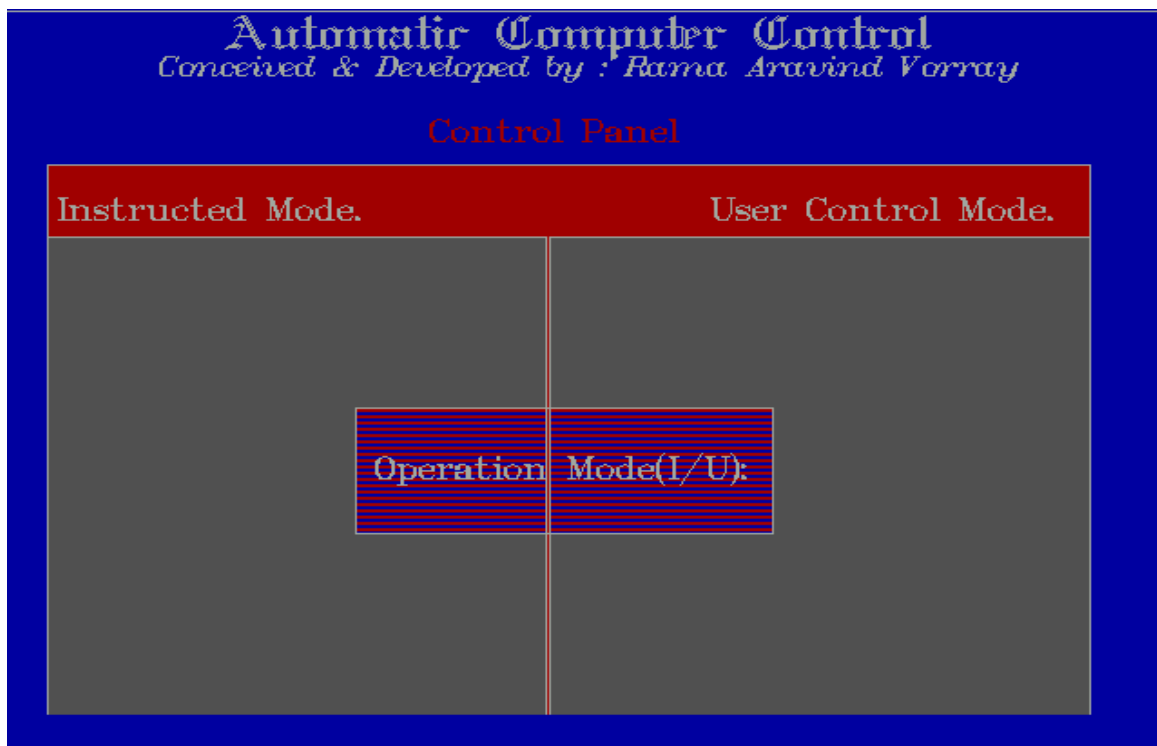 Automatic Computer Control
Conceived & Developed by : Rama Aravind Vorray
Control Panel
Instructed Mode. User Control Mode.
Operation Mode(I/U):